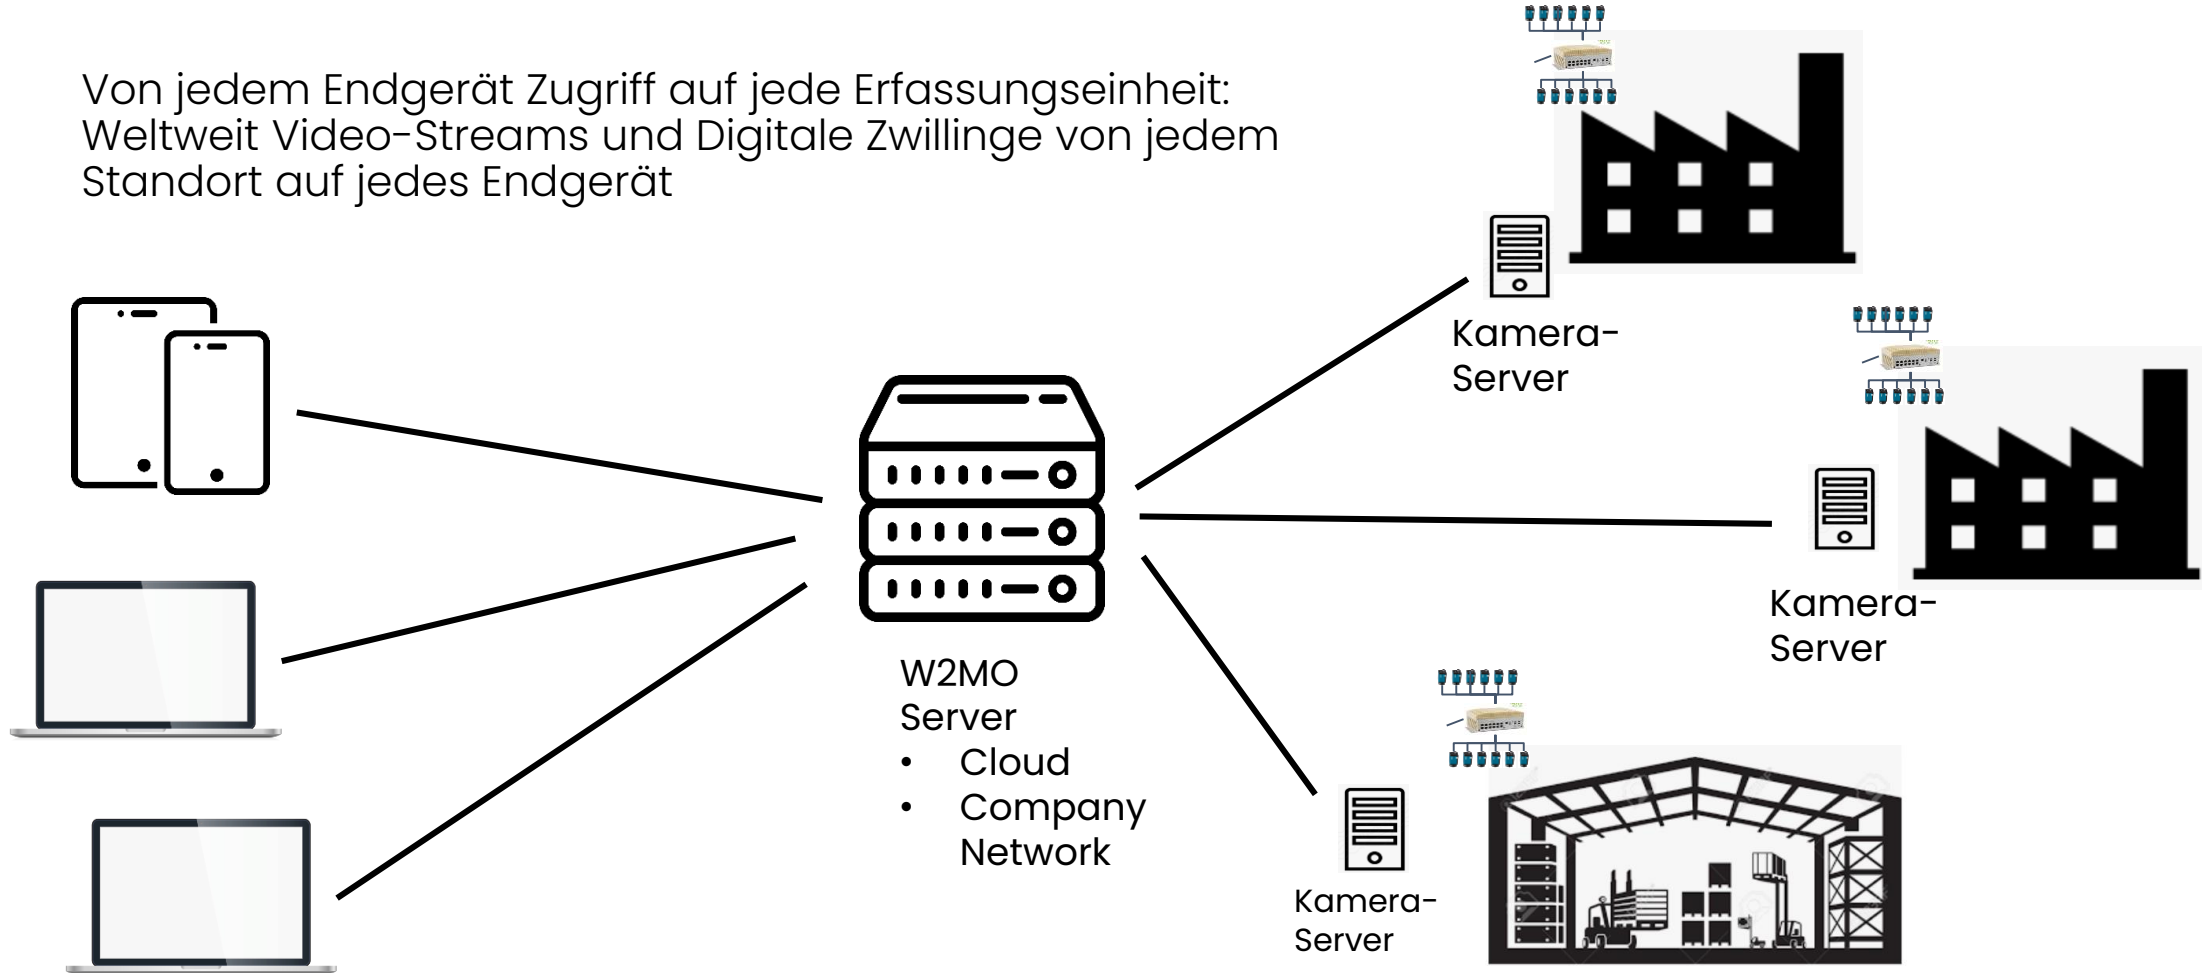 Von jedem Endgerät Zugriff auf jede Erfassungseinheit:
Weltweit Video-Streams und Digitale Zwillinge von jedem
Standort auf jedes Endgerät
Kamera-
Server
Kamera-
Server
W2MO
Server
• Cloud
• Company
Network
Kamera-
Server